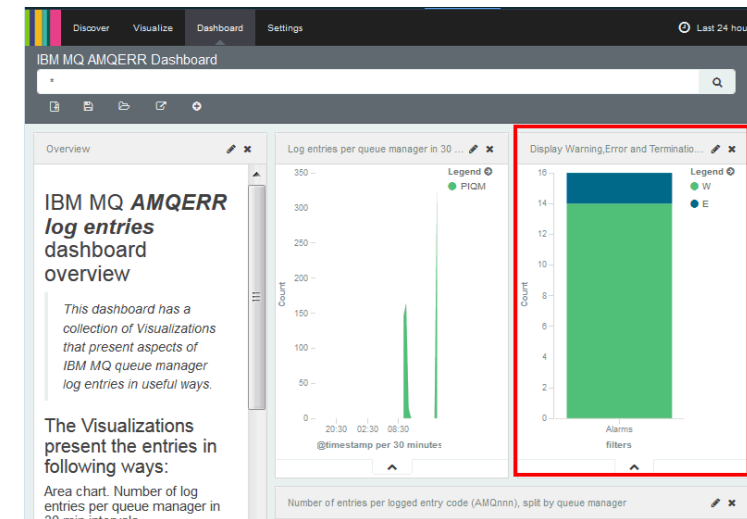 Discover Visualize Dashboard Settings Last 24 hou
IBM MQ AMQERR Dashboard
*
Overview
IBM MQ AMQERR
log entries
dashboard
overview
This dashboard has a
collection of Visualizations
that present aspects of
IBM MQ queue manager
log entries in useful ways.
The Visualizations
present the entries in
following ways:
Area chart. Number of log
entries per queue manager in
Log entries per queue manager in 30 ...
Legend
PIQM
350
300
250
200
150
100
50
0
Count
20:30 02:30 08:30
@timestamp per 30 minutes
Display Warning,Error and Terminatio...
Legend
W
E
16
14
12
10
8
6
4
2
0
Count
Alarms
filters
Number of entries per logged entry code (AMQnnn), split by queue manager